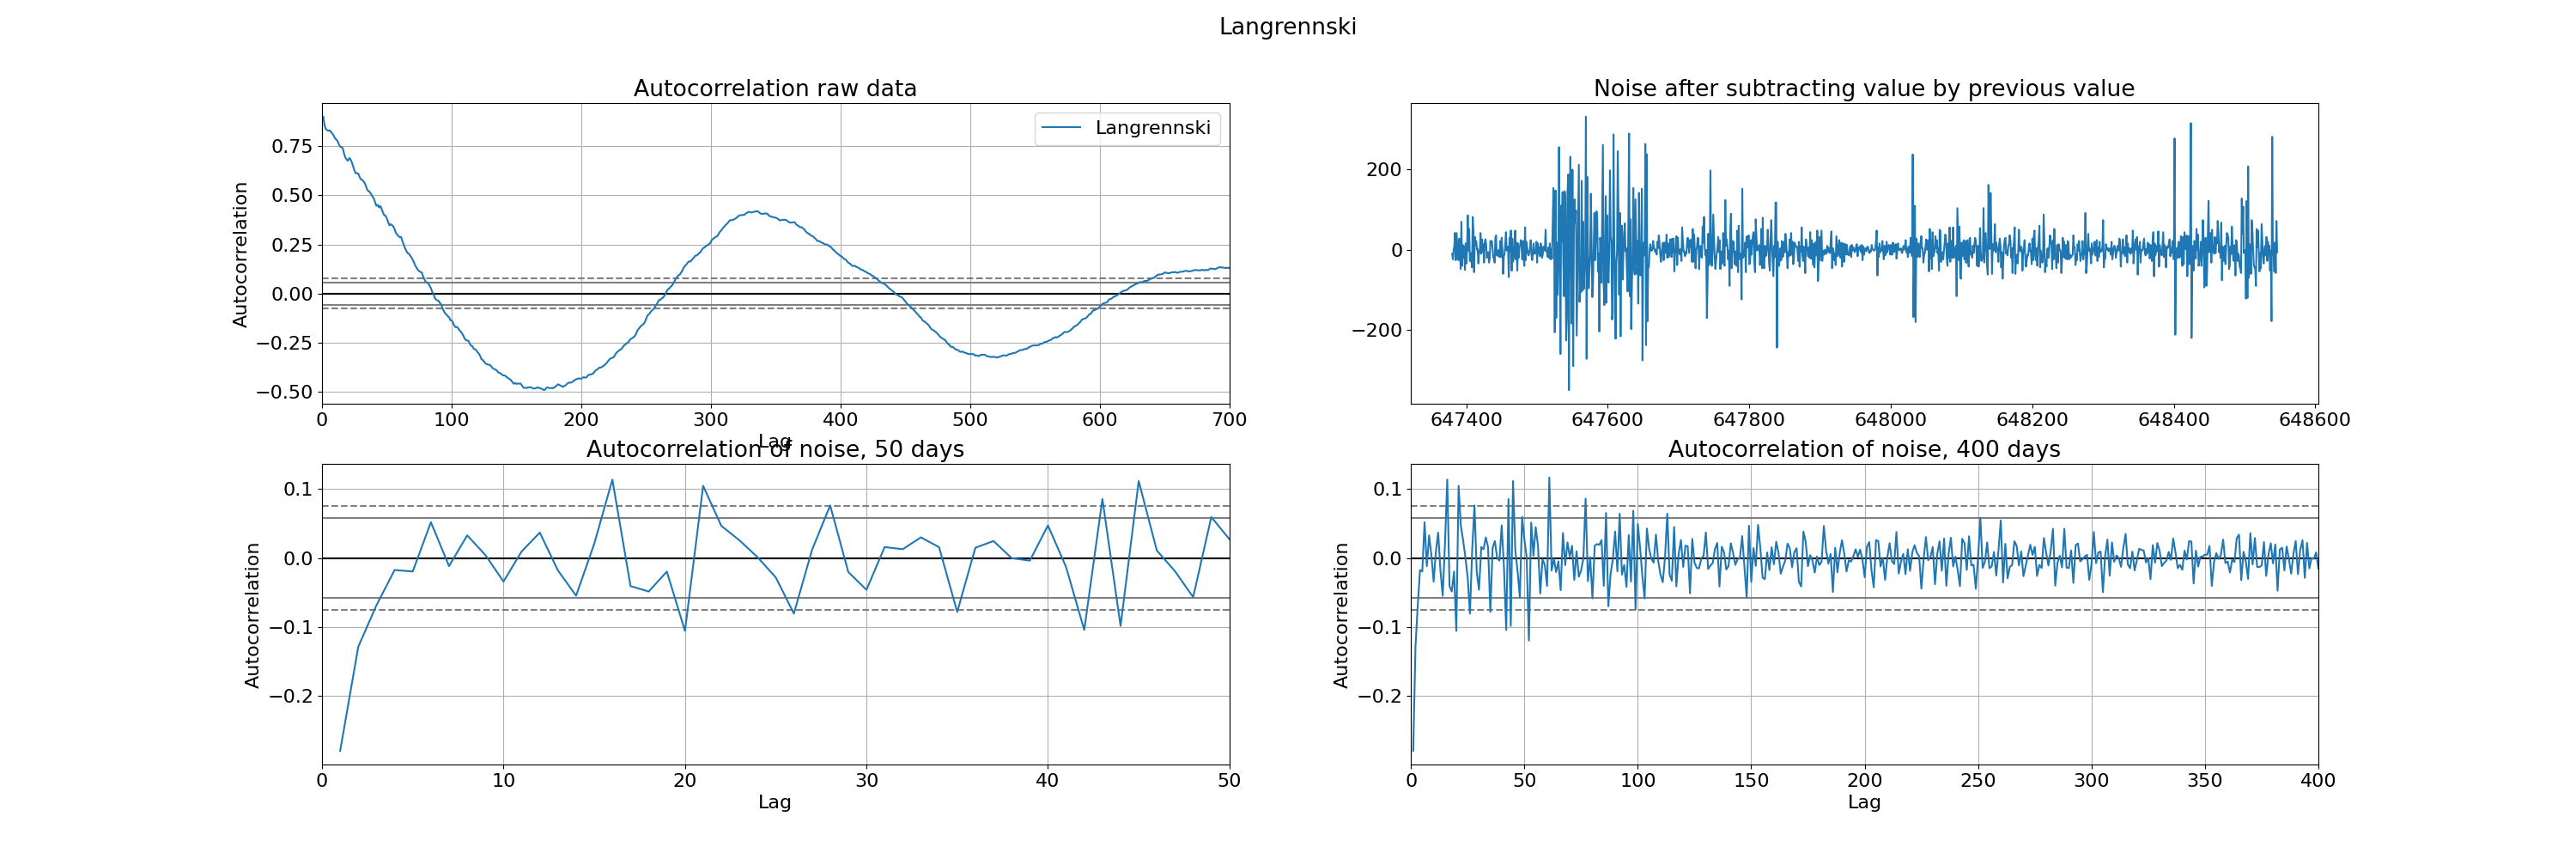 Langrennski
Autocorrelation raw data
Autocorrelation
0.75
0.50
0.25
0.00
−0.25
−0.50
0 100 200 300 400 500 600 700
Lag
Langrennski
Noise after subtracting value by previous value
200
0
−200
647400 647600 647800 648000 648200 648400 648600
Autocorrelation of noise, 50 days
Autocorrelation
0.1
0.0
−0.1
−0.2
0 10 20 30 40 50
Lag
Autocorrelation of noise, 400 days
Autocorrelation
0.1
0.0
−0.1
−0.2
0 50 100 150 200 250 300 350 400
Lag